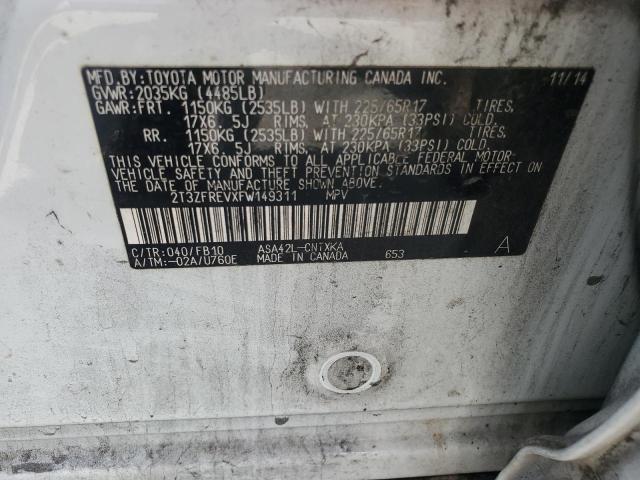 MFD.BY:TOYOTA MOTOR MANUFACTURING CANADA INC. 11/14
GVWR:2035KG (4485LB)
GAWR:FRT. 1150KG (2535LB) WITH 225/65R17 TIRES,
17X6.5J RIMS, AT 230KPA (33PSI) COLD.
RR. 1150KG (2535LB) WITH 225/65R17 TIRES,
17X6.5J RIMS, AT 230KPA (33PSI) COLD.
THIS VEHICLE CONFORMS TO ALL APPLICABLE FEDERAL MOTOR
VEHICLE SAFETY AND THEFT PREVENTION STANDARDS IN EFFECT ON
THE DATE OF MANUFACTURE SHOWN ABOVE.
2T3ZFREVXFW149311 MPV
C/TR:040/FB10 ASA42L-CNTXKA A
A/TM:-02A/U760E MADE IN CANADA 653